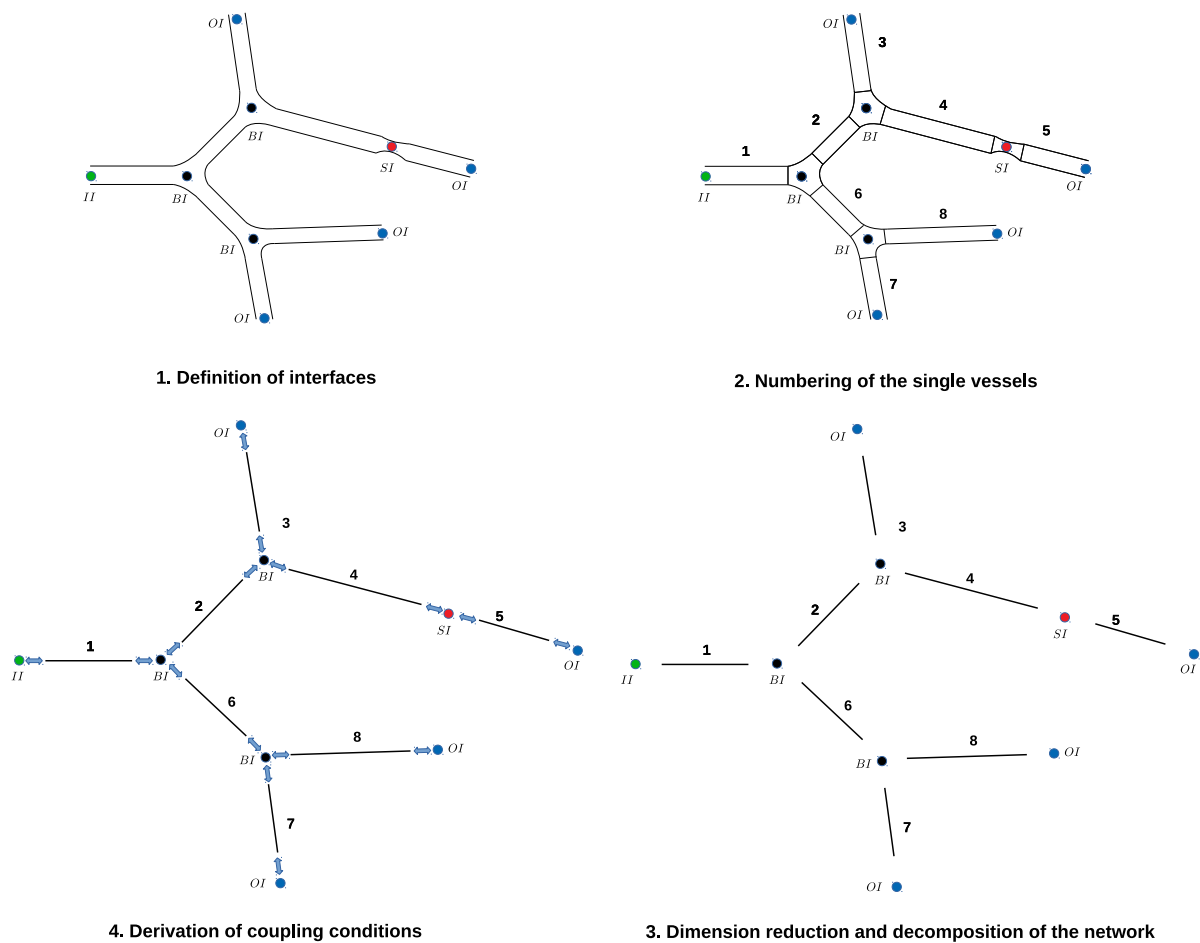 OI
BI
SI
OI
II
BI
OI
BI
OI
1. Definition of interfaces
OI
3
4
2
BI
5
1
SI
OI
II
BI
6
8
OI
BI
7
OI
2. Numbering of the single vessels
OI
3
BI
4
2
5
SI
1
OI
II
BI
6
8
OI
BI
7
OI
4. Derivation of coupling conditions
OI
3
BI
4
2
5
SI
1
OI
II
BI
6
8
OI
BI
7
OI
3. Dimension reduction and decomposition of the network